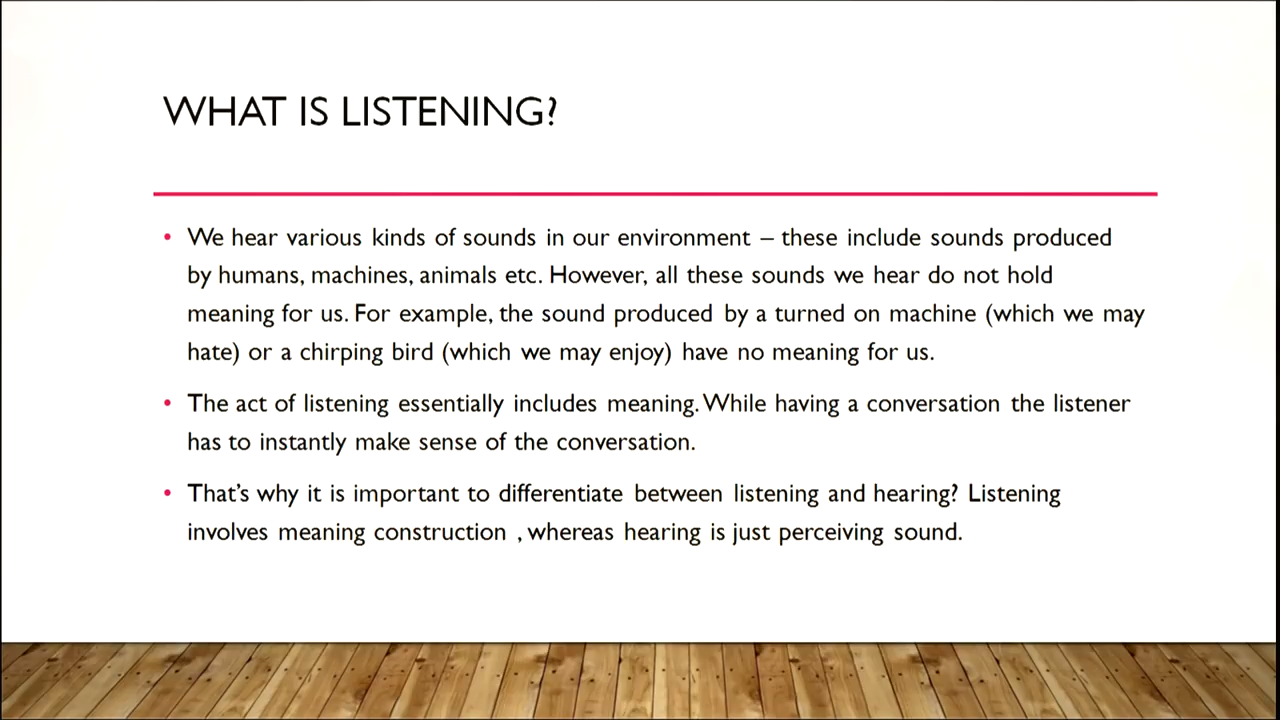 WHAT IS LISTENING?
• We hear various kinds of sounds in our environment – these include sounds produced
by humans, machines, animals etc. However, all these sounds we hear do not hold
meaning for us. For example, the sound produced by a turned on machine (which we may
hate) or a chirping bird (which we may enjoy) have no meaning for us.
• The act of listening essentially includes meaning. While having a conversation the listener
has to instantly make sense of the conversation.
• That’s why it is important to differentiate between listening and hearing? Listening
involves meaning construction , whereas hearing is just perceiving sound.